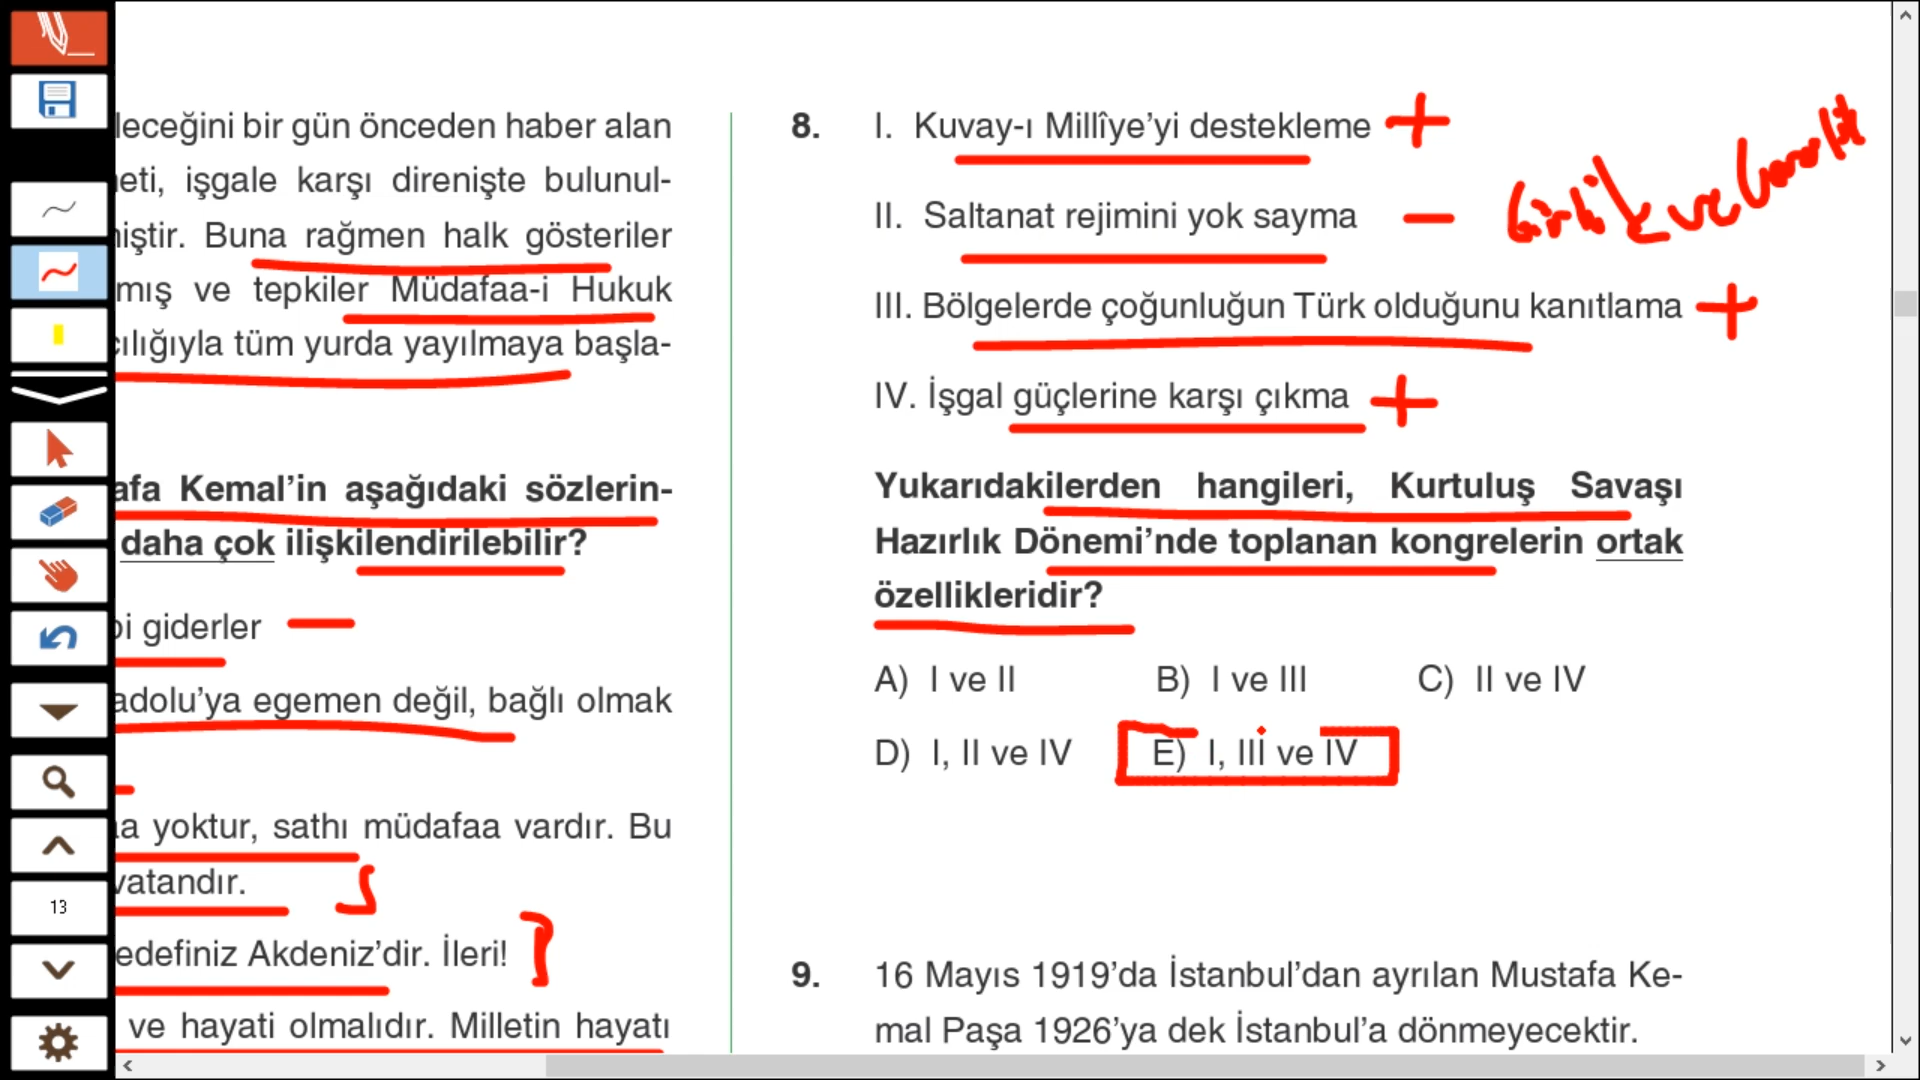 leceğini bir gün önceden haber alan
eti, işgale karşı direnişte bulunul-
iştir. Buna rağmen halk gösteriler
mış ve tepkiler Müdafaa-i Hukuk
cılığıyla tüm yurda yayılmaya başla-
afa Kemal’in aşağıdaki sözlerin-
daha çok ilişkilendirilebilir?
bi giderler
adolu’ya egemen değil, bağlı olmak
aa yoktur, sathı müdafaa vardır. Bu
vatandır.
edefiniz Akdeniz’dir. İleri!
ve hayati olmalıdır. Milletin hayatı
8. I. Kuvay-ı Millîye’yi destekleme +
II. Saltanat rejimini yok sayma — birlik ve
III. Bölgelerde çoğunluğun Türk olduğunu kanıtlama +
IV. İşgal güçlerine karşı çıkma +
Yukarıdakilerden hangileri, Kurtuluş Savaşı
Hazırlık Dönemi’nde toplanan kongrelerin ortak
özellikleridir?
A) I ve II B) I ve III C) II ve IV
D) I, II ve IV E) I, III ve IV
9. 16 Mayıs 1919’da İstanbul’dan ayrılan Mustafa Ke-
mal Paşa 1926’ya dek İstanbul’a dönmeyecektir.
13